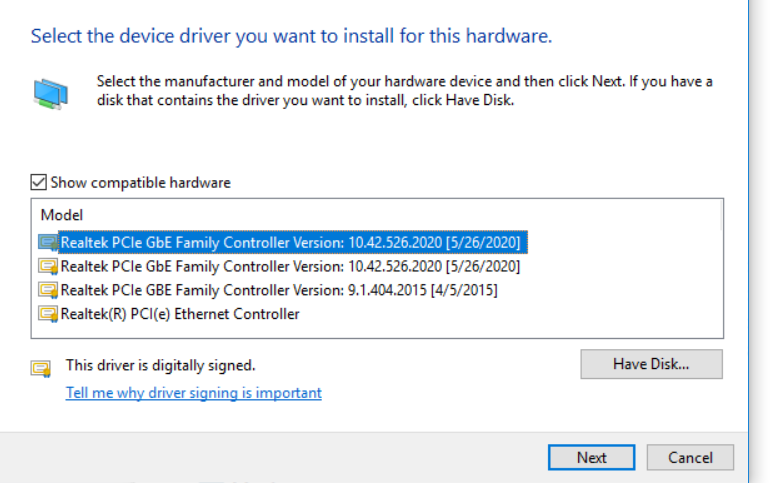 Select the device driver you want to install for this hardware.
Select the manufacturer and model of your hardware device and then click Next. If you have a
disk that contains the driver you want to install, click Have Disk.
Show compatible hardware
Model
Realtek PCIe GbE Family Controller Version: 10.42.526.2020 [5/26/2020]
Realtek PCIe GbE Family Controller Version: 10.42.526.2020 [5/26/2020]
Realtek PCIe GBE Family Controller Version: 9.1.404.2015 [4/5/2015]
Realtek(R) PCI(e) Ethernet Controller
This driver is digitally signed.
Have Disk...
Tell me why driver signing is important
Next
Cancel